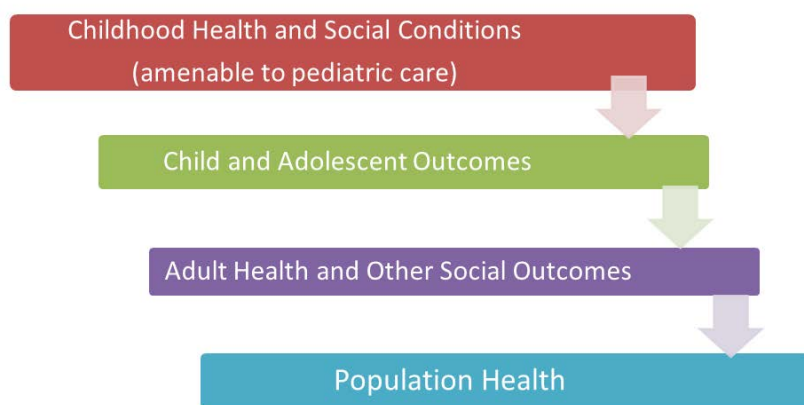 Childhood Health and Social Conditions
(amenable to pediatric care)
Child and Adolescent Outcomes
Adult Health and Other Social Outcomes
Population Health